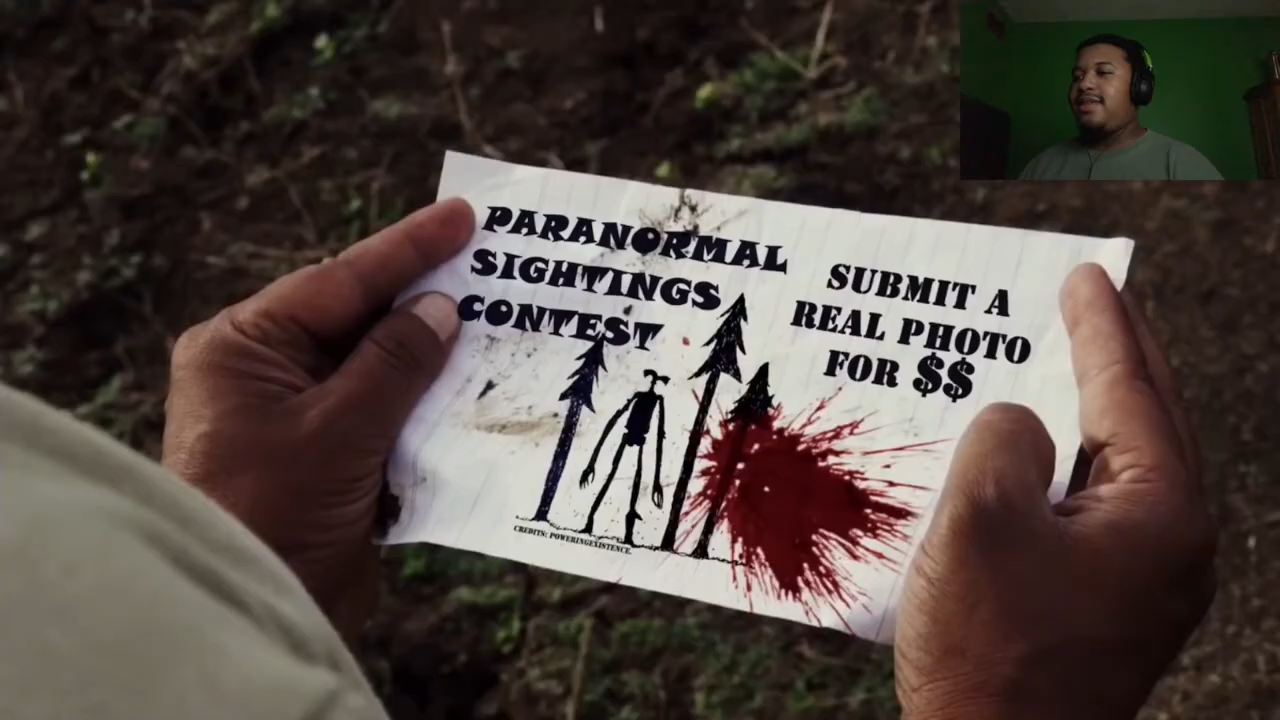 PARANORMAL
SIGHTINGS
CONTEST
SUBMIT A
REAL PHOTO
FOR $$
CREDITS: POWERINGEXISTENCE.